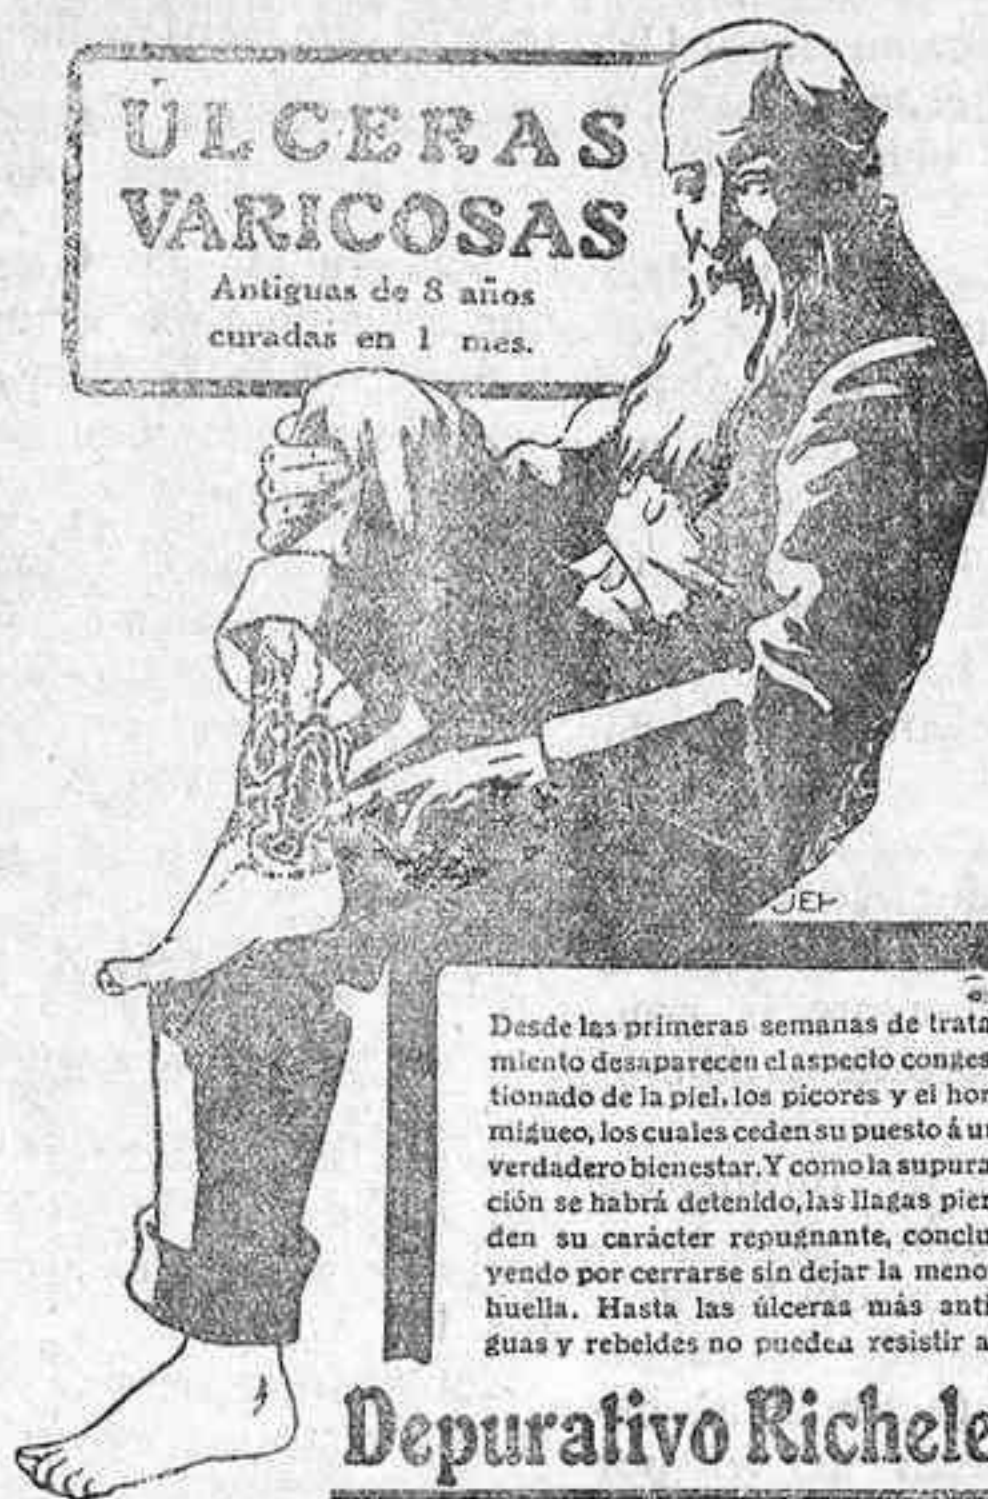 ÚLCERAS
VARICOSAS
Antiguas de 8 años
curadas en 1 mes.
Desde las primeras semanas de trata
miento desaparecen el aspecto conges
tionado de la piel, los picores y el hor
migueo, los cuales ceden su puesto á un
verdadero bienestar. Y como la supura
ción se habrá detenido, las llagas pier
den su carácter repugnante, conclu
yendo por cerrarse sin dejar la meno
huella. Hasta las úlceras más anti
guas y rebeldes no pueden resistir a
Depurativo Richele